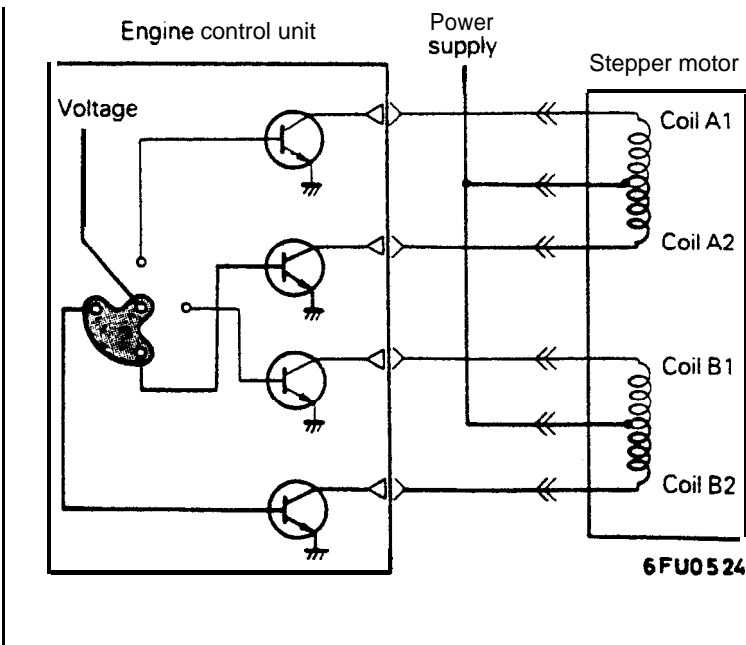 Engine control unit
Power
supply
Stepper motor
Voltage
Coil A1
Coil A2
Coil B1
Coil B2
6FU0524